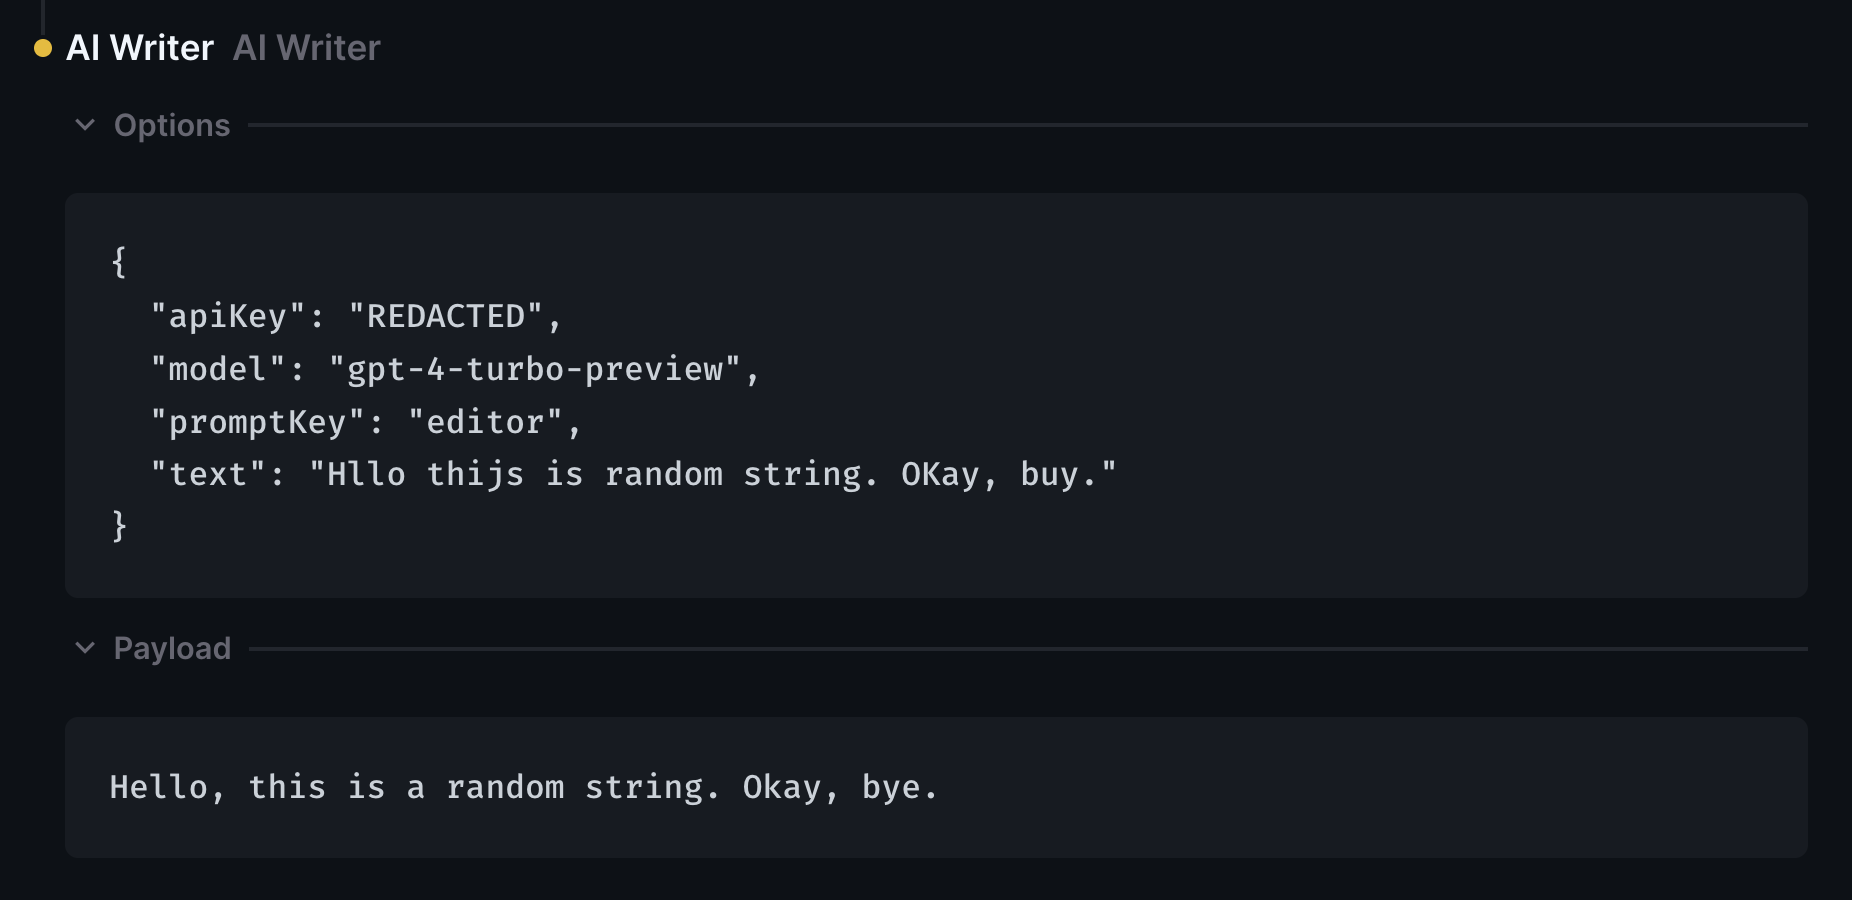 AI Writer AI Writer
Options
{
  "apiKey": "REDACTED",
  "model": "gpt-4-turbo-preview",
  "promptKey": "editor",
  "text": "Hllo thijs is random string. OKay, buy."
}
Payload
Hello, this is a random string. Okay, bye.